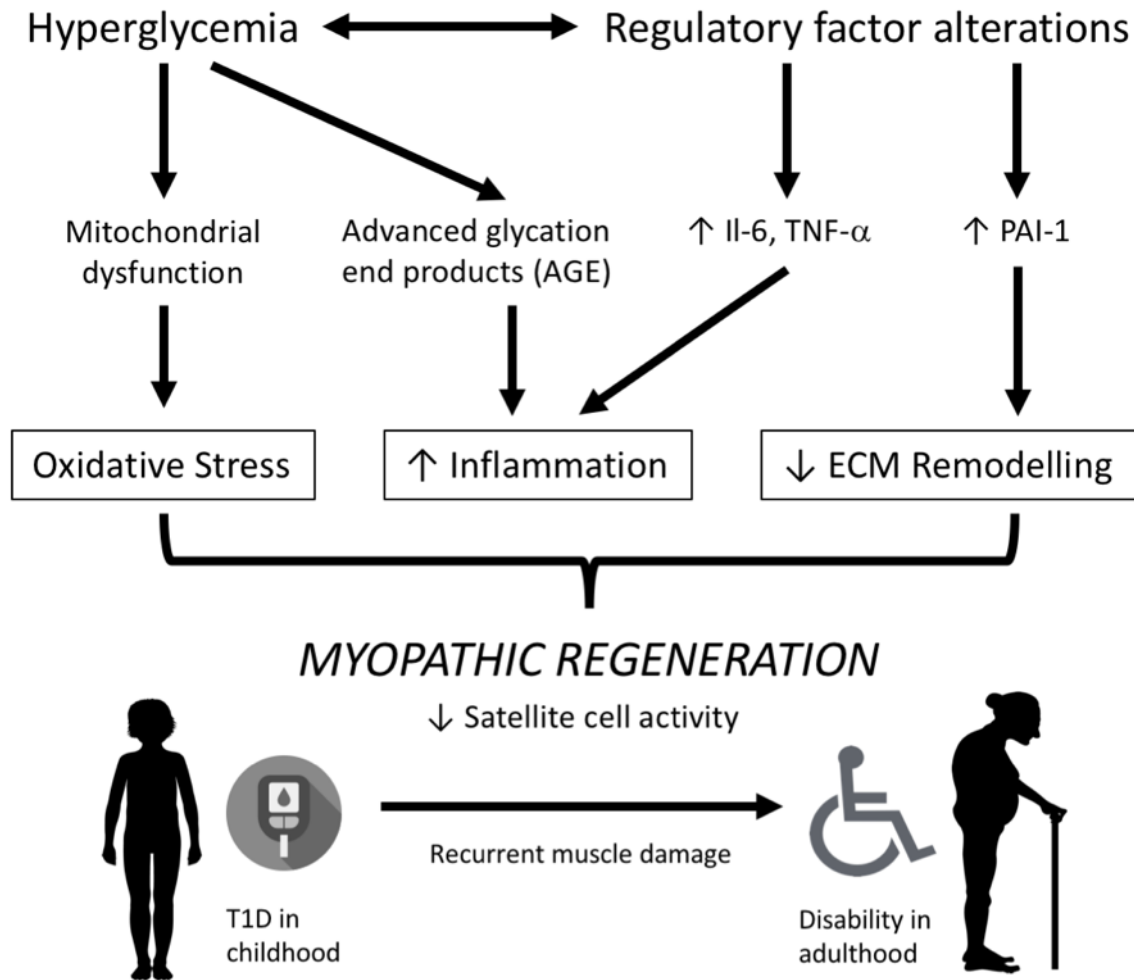 Hyperglycemia
Regulatory factor alterations
Mitochondrial
dysfunction
Advanced glycation
end products (AGE)
↑ Il-6, TNF-α
↑ PAI-1
Oxidative Stress
↑ Inflammation
↓ ECM Remodelling
MYOPATHIC REGENERATION
↓ Satellite cell activity
Recurrent muscle damage
T1D in
childhood
Disability in
adulthood